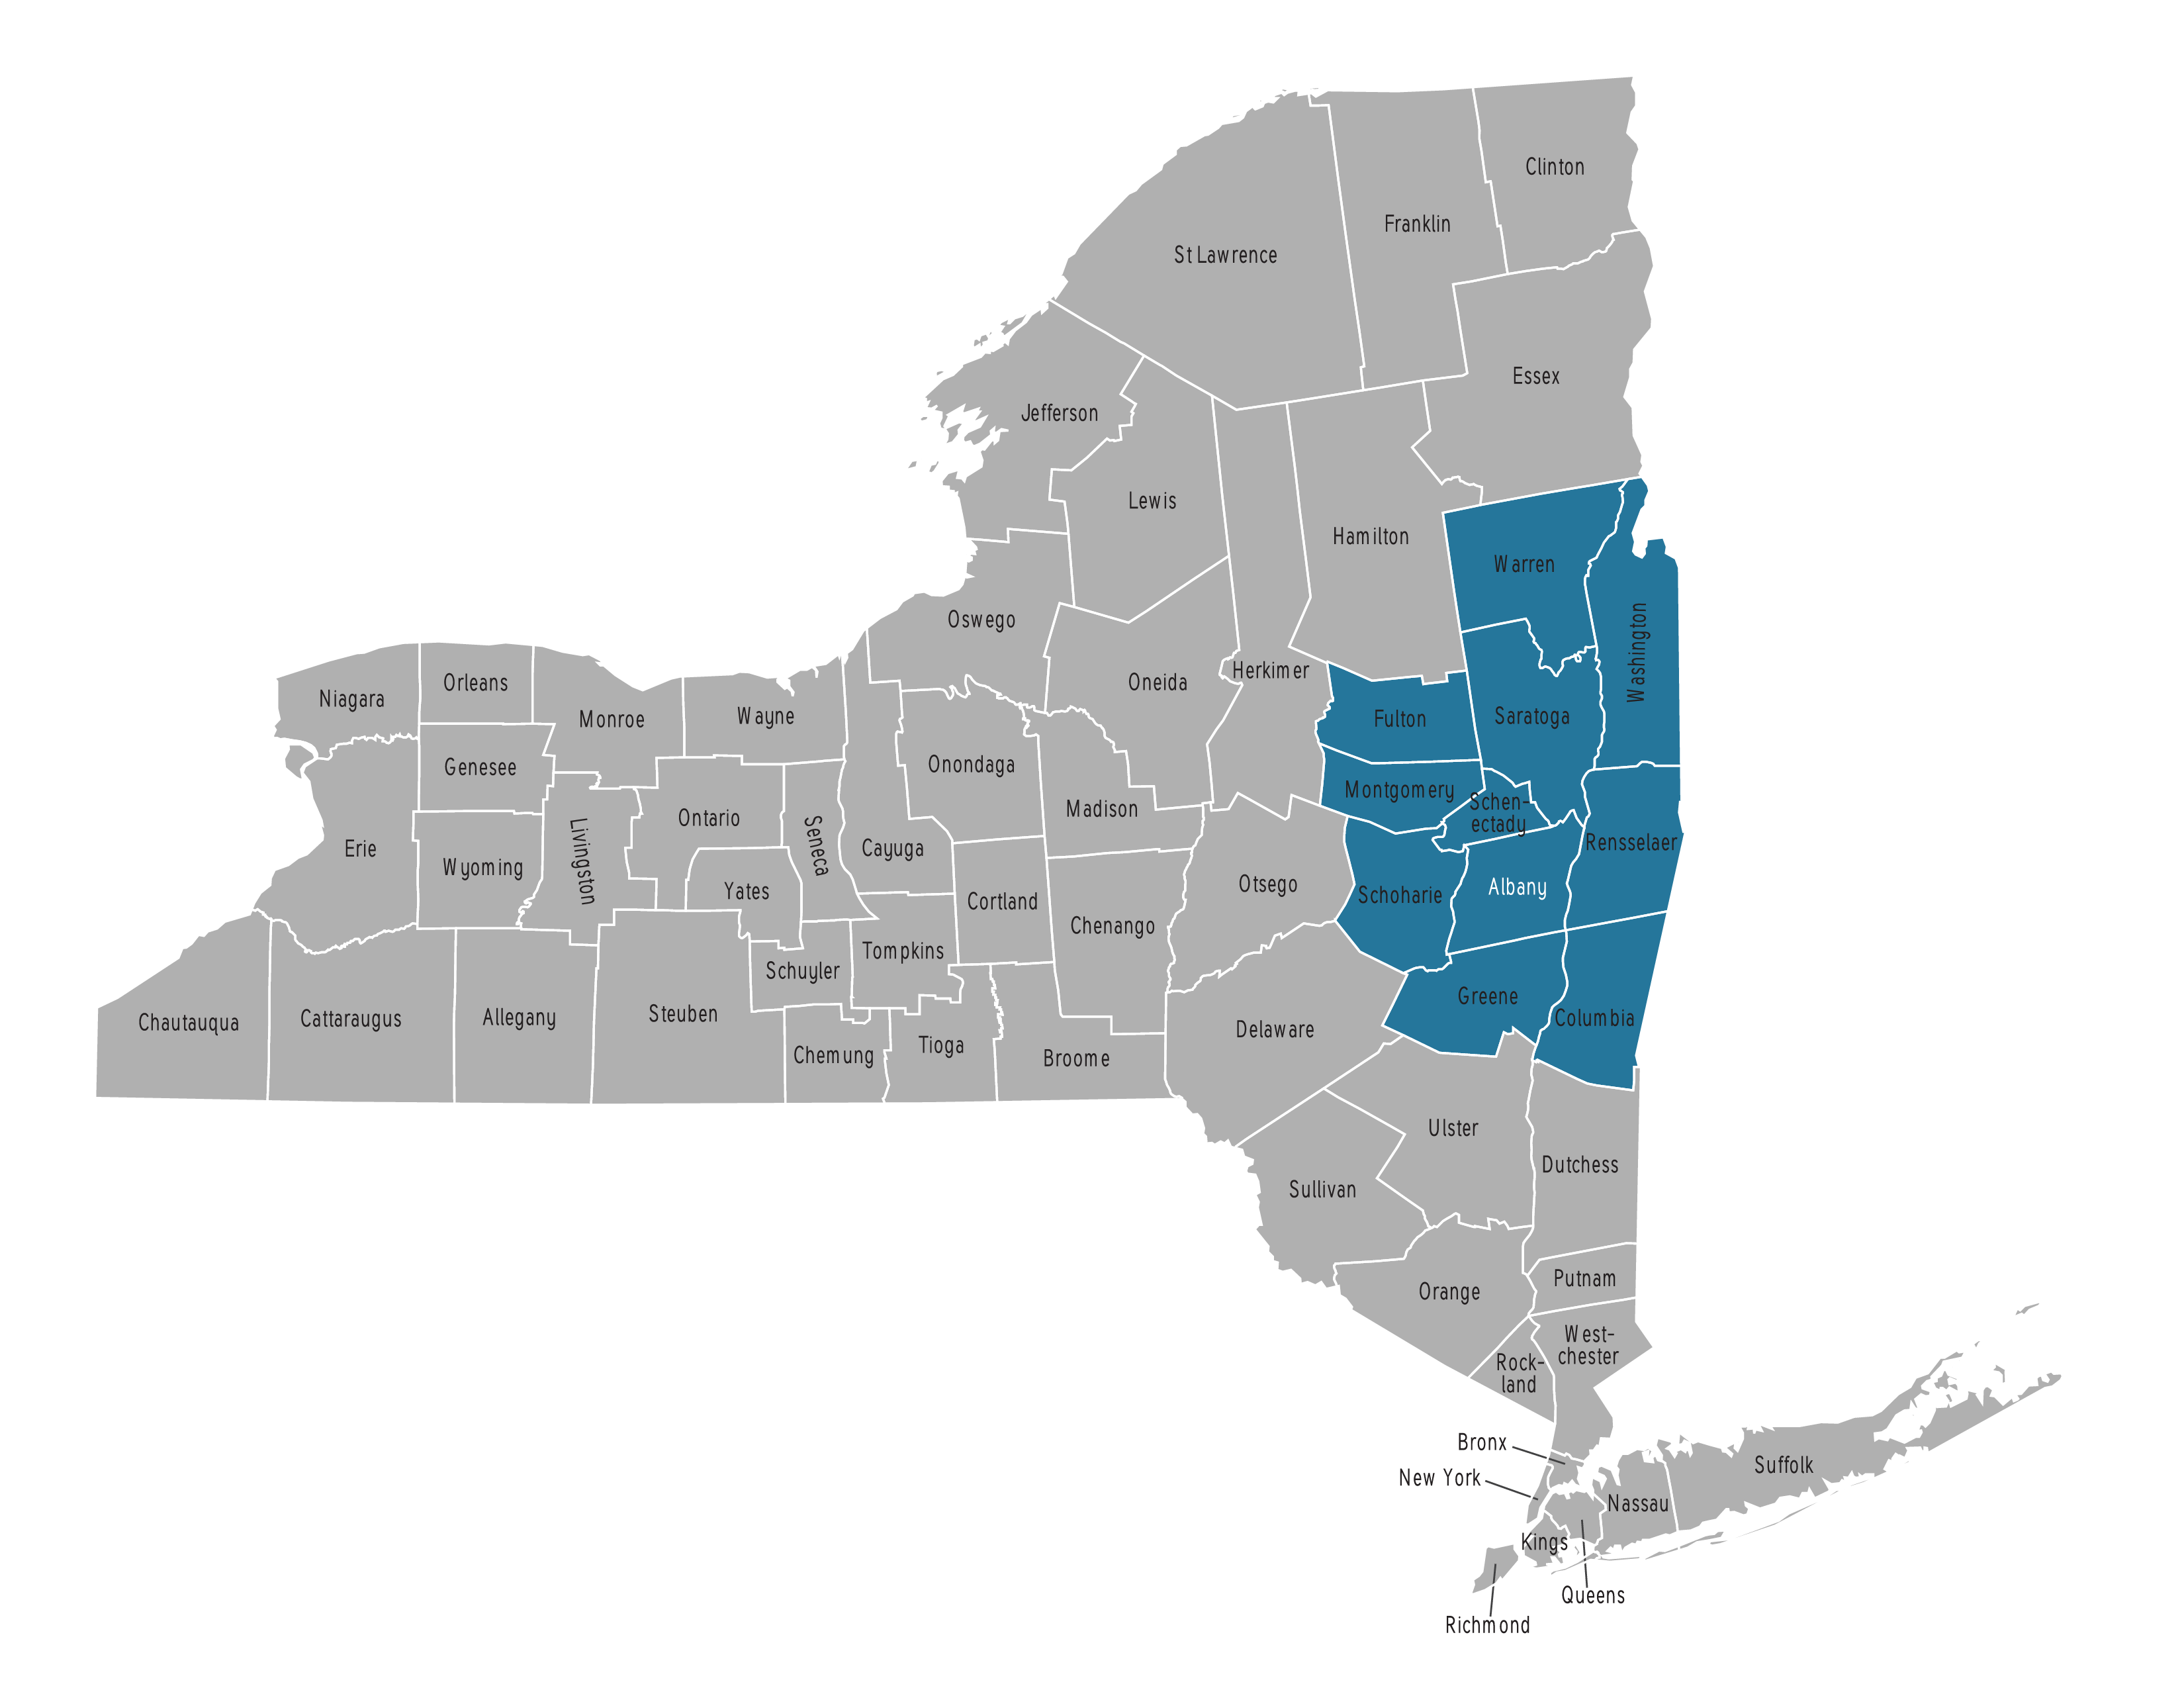 Clinton
Franklin
St Lawrence
Essex
Jefferson
Lewis
Hamilton
Warren
Washington
Oswego
Oneida
Herkimer
Niagara
Orleans
Monroe
Wayne
Fulton
Saratoga
Genesee
Onondaga
Montgomery
Schen-
ectady
Madison
Ontario
Livingston
Seneca
Cayuga
Erie
Wyoming
Yates
Rensselaer
Otsego
Albany
Schoharie
Cortland
Chenango
Tompkins
Schuyler
Greene
Columbia
Chautauqua
Cattaraugus
Allegany
Steuben
Delaware
Tioga
Chemung
Broome
Ulster
Dutchess
Sullivan
Putnam
Orange
West-
chester
Rock-
land
Bronx
New York
Suffolk
Nassau
Kings
Queens
Richmond